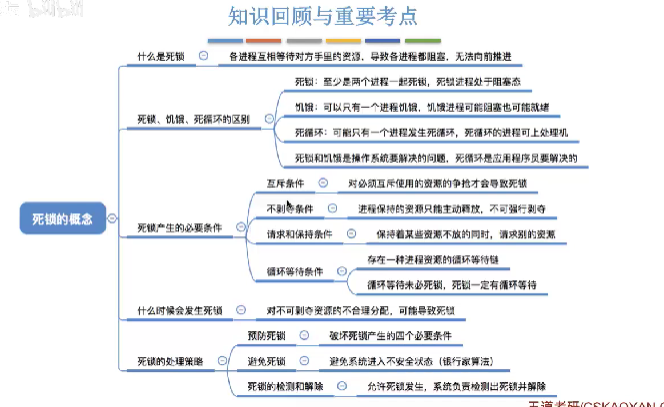 知识回顾与重要考点
什么是死锁
各进程互相等待对方手里的资源，导致各进程都阻塞，无法向前推进
死锁、饥饿、死循环的区别
死锁：至少是两个进程一起死锁，死锁进程处于阻塞态
饥饿：可以只有一个进程饥饿，饥饿进程可能阻塞也可能就绪
死循环：可能只有一个进程发生死循环，死循环的进程可上处理机
死锁和饥饿是操作系统要解决的问题，死循环是应用程序员要解决的
死锁的概念
死锁产生的必要条件
互斥条件
对必须互斥使用的资源的争抢才会导致死锁
不剥夺条件
进程保持的资源只能主动释放，不可强行剥夺
请求和保持条件
保持着某些资源不放的同时，请求别的资源
循环等待条件
存在一种进程资源的循环等待链
循环等待未必死锁，死锁一定有循环等待
什么时候会发生死锁
对不可剥夺资源的不合理分配，可能导致死锁
死锁的处理策略
预防死锁
破坏死锁产生的四个必要条件
避免死锁
避免系统进入不安全状态（银行家算法）
死锁的检测和解除
允许死锁发生，系统负责检测出死锁并解除
王道考研/CSKAOYAN.C